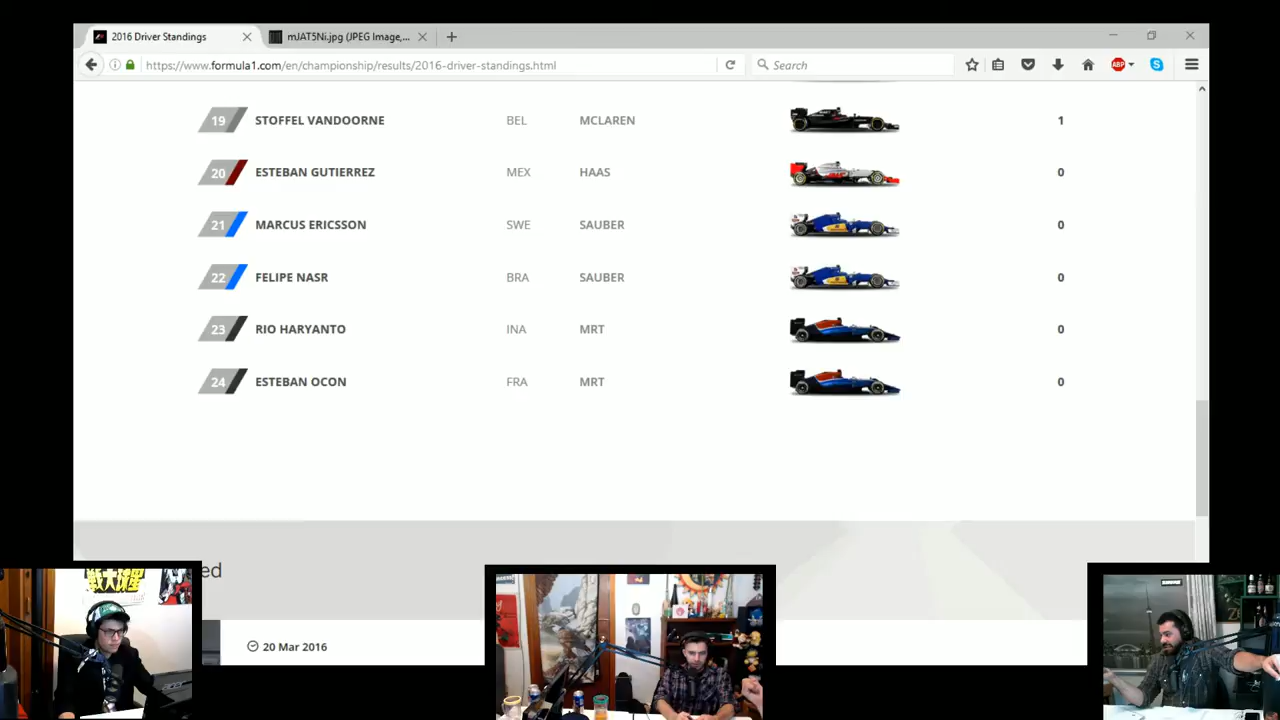 2016 Driver Standings
mJAT5Ni.jpg (JPEG Image,...
https://www.formula1.com/en/championship/results/2016-driver-standings.html
Search
ABP
19 STOFFEL VANDOORNE BEL MCLAREN 1
20 ESTEBAN GUTIERREZ MEX HAAS 0
21 MARCUS ERICSSON SWE SAUBER 0
22 FELIPE NASR BRA SAUBER 0
23 RIO HARYANTO INA MRT 0
24 ESTEBAN OCON FRA MRT 0
ed
20 Mar 2016